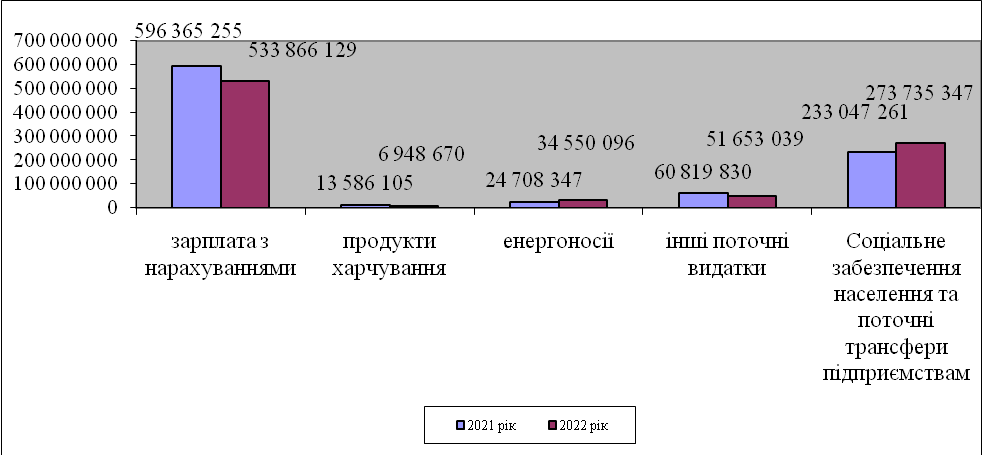 596 365 255
533 866 129
6 948 670
13 586 105
34 550 096
24 708 347
51 653 039
60 819 830
273 735 347
233 047 261
700 000 000
600 000 000
500 000 000
400 000 000
300 000 000
200 000 000
100 000 000
0
зарплата з
нарахуваннями
продукти
харчування
енергоносії
інші поточні
видатки
Соціальне
забезпечення
населення та
поточні
трансфери
підприємствам
2021 рік
2022 рік